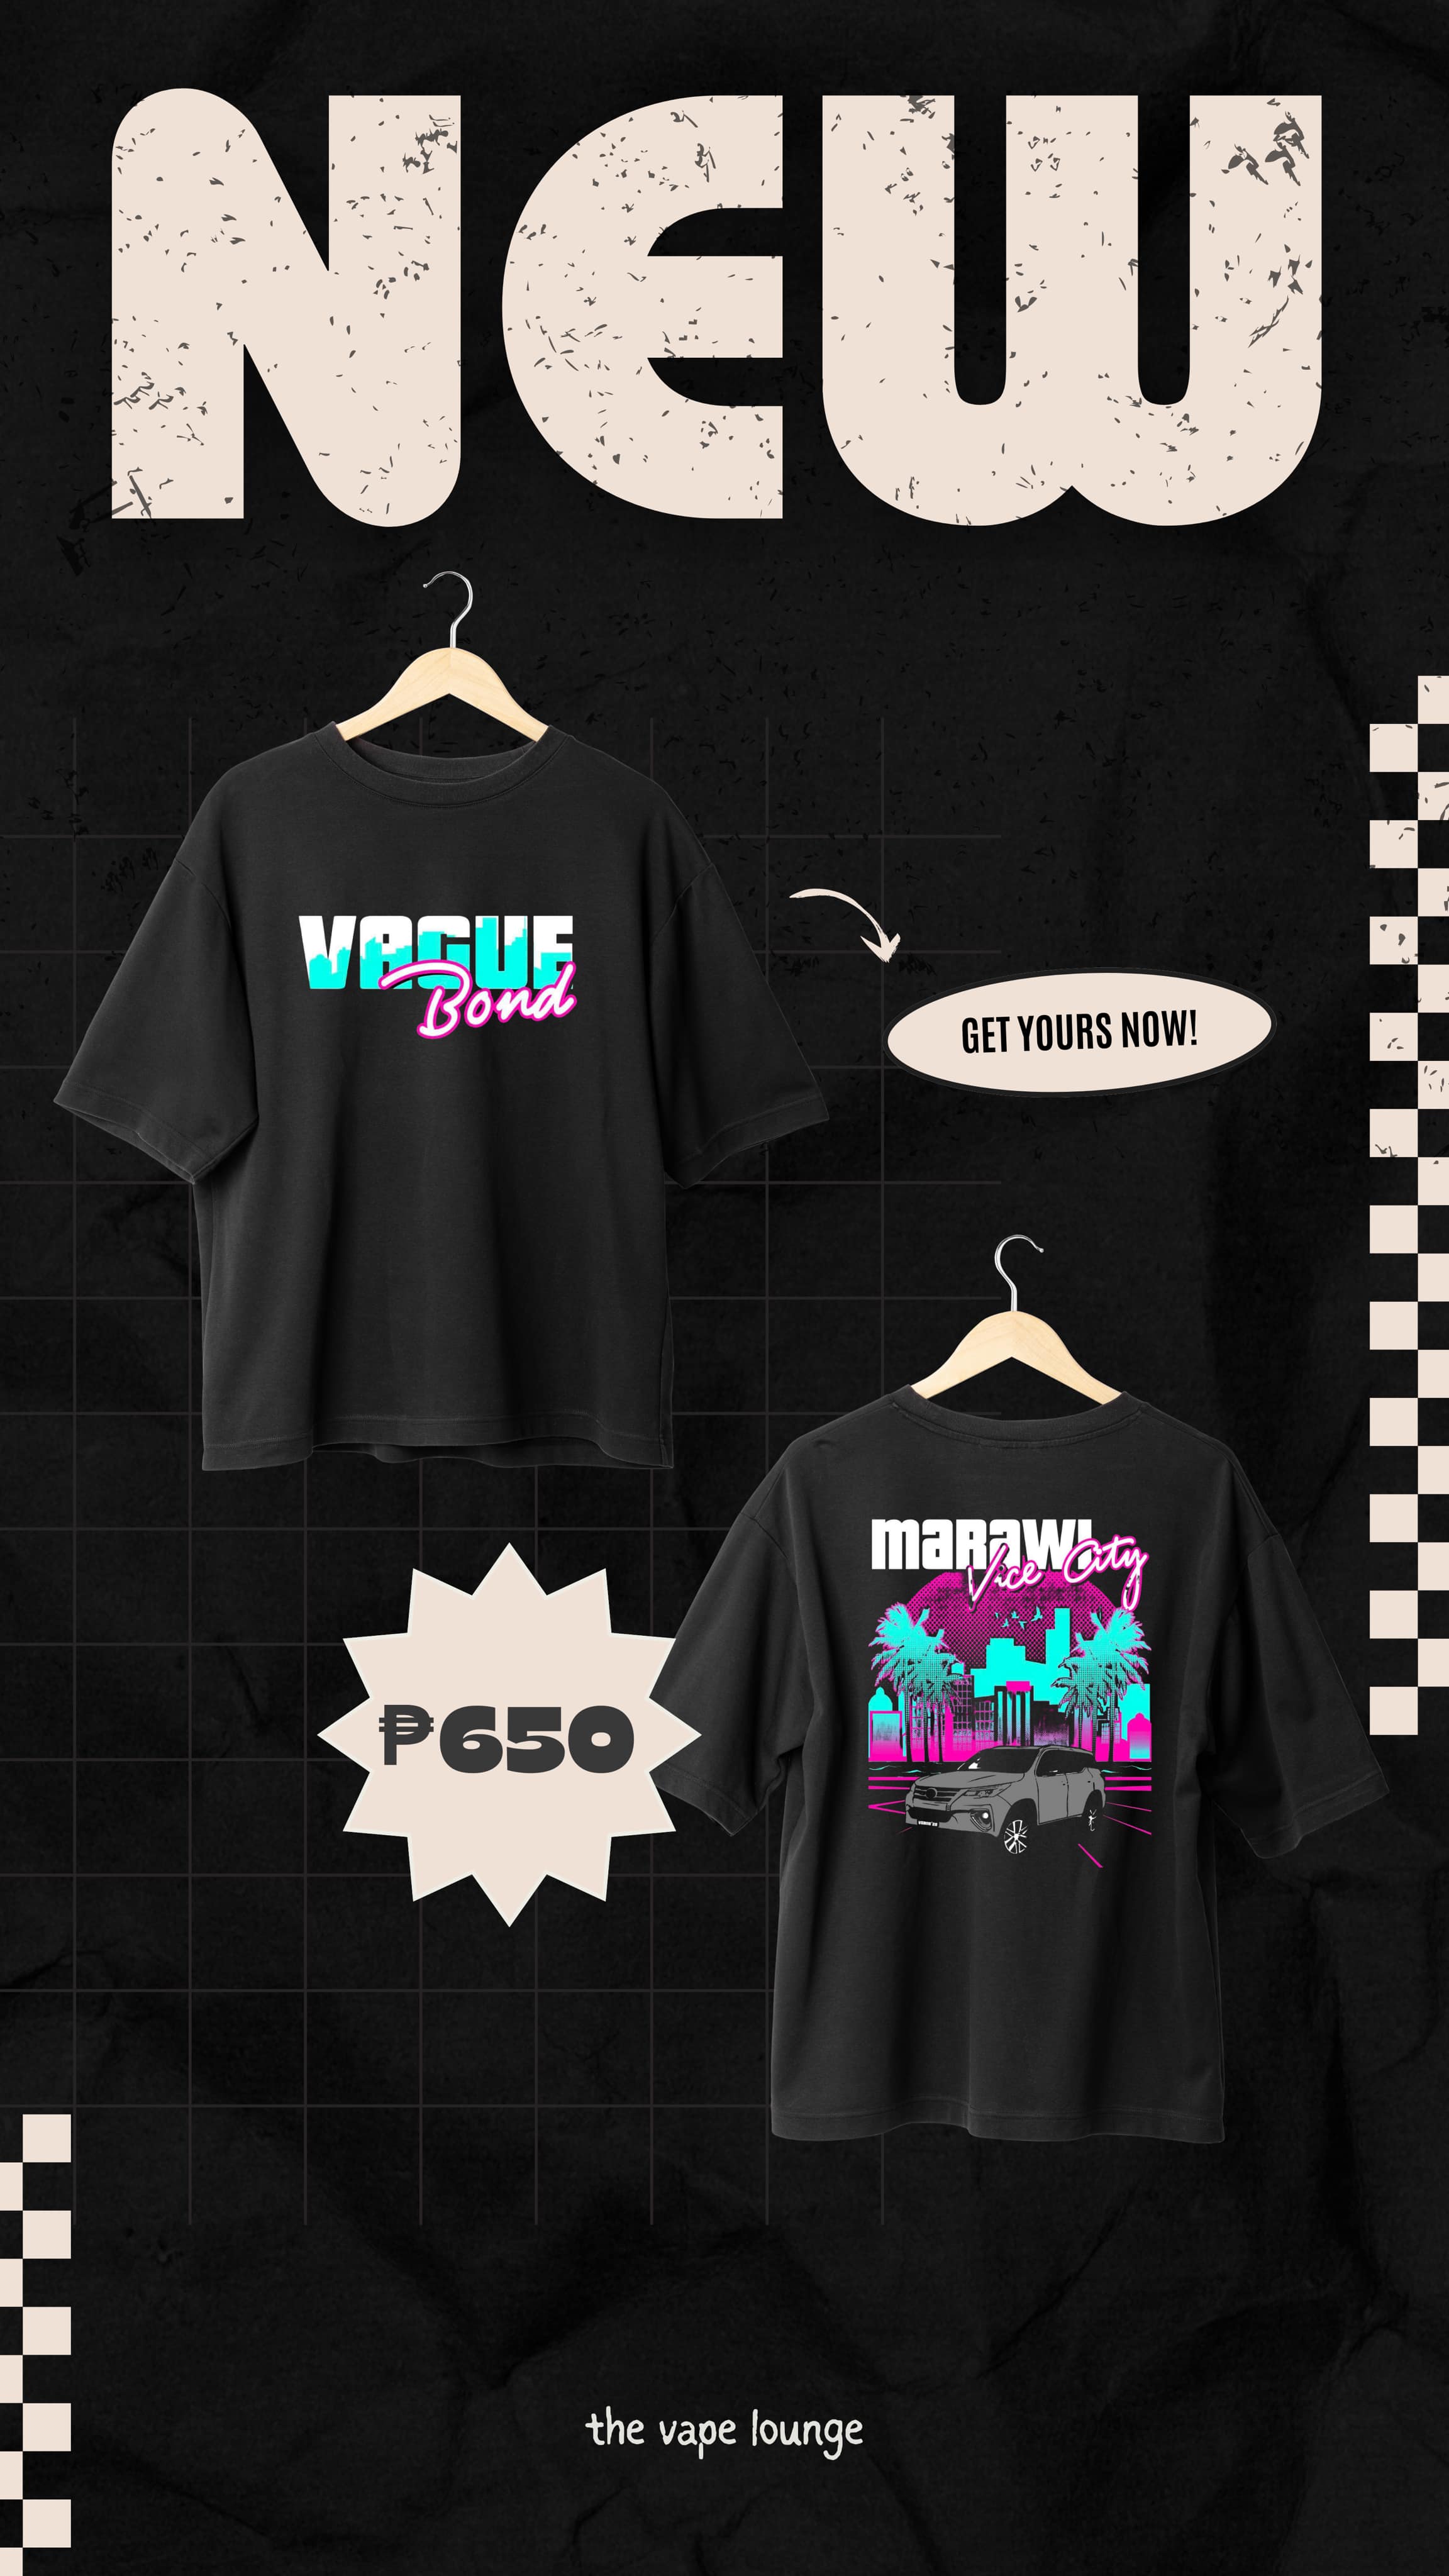 NEW
VAGUE
Bond
GET YOURS NOW!
maRawi
Vice City
₱650
the vape lounge